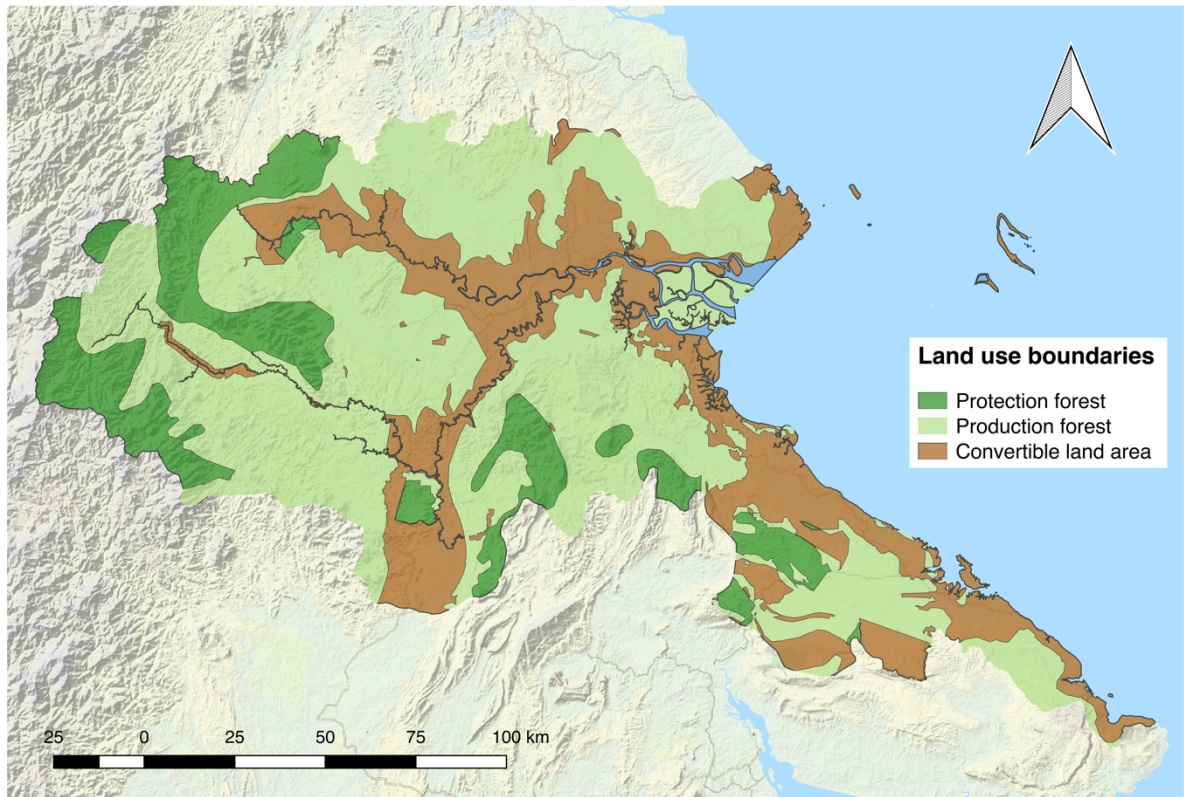 Land use boundaries
Protection forest
Production forest
Convertible land area
25 0 25 50 75 100 km